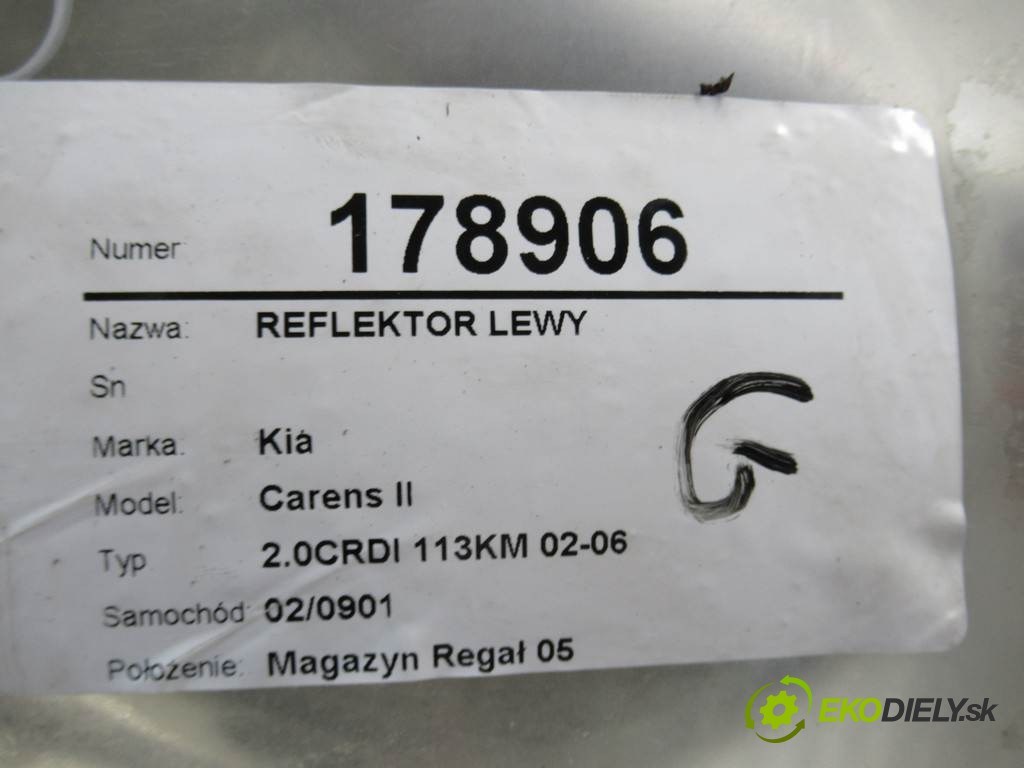 Numer 178906
Nazwa: REFLEKTOR LEWY
Sn
Marka: Kia
Model: Carens II
Typ 2.0CRDI 113KM 02-06
Samochód: 02/0901
Położenie: Magazyn Regał 05
G
EKODIELY.sk